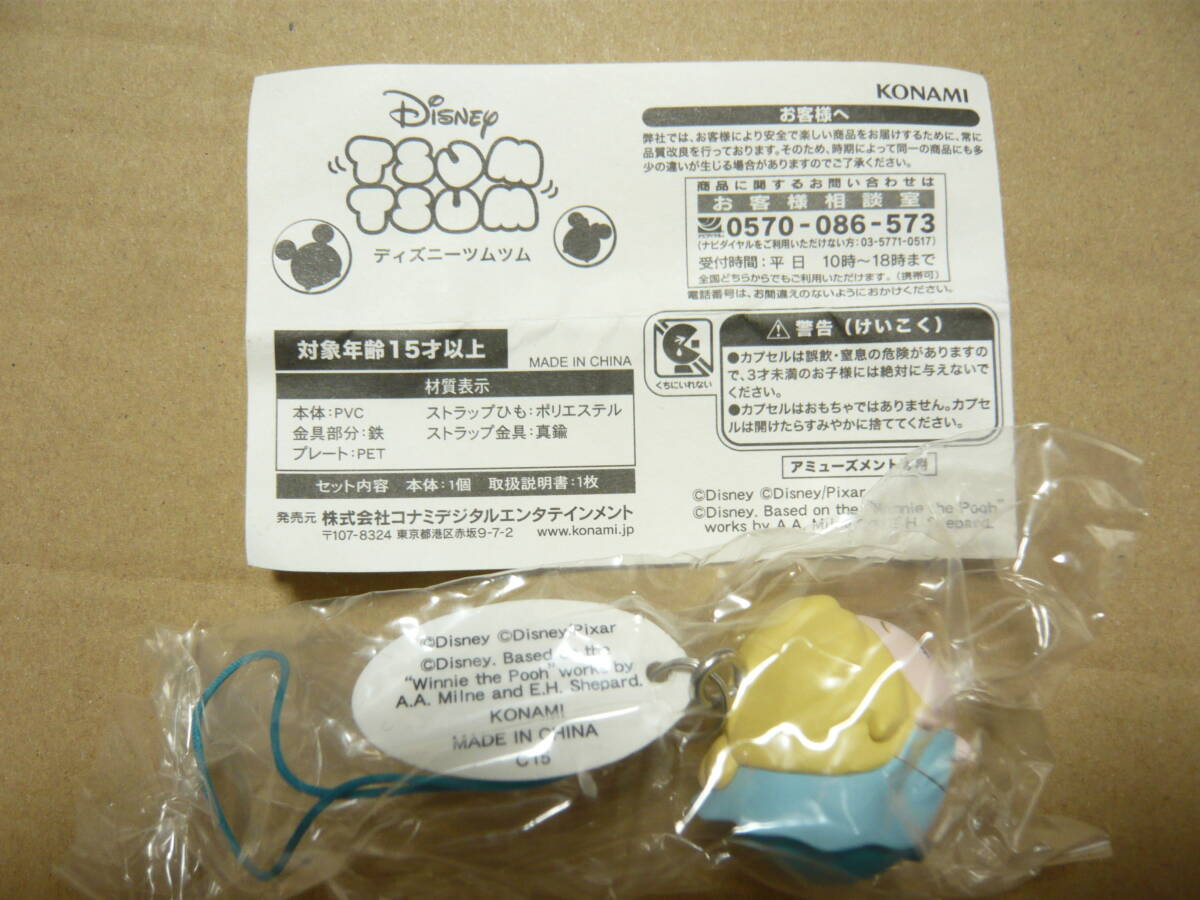 Disney
TSUM
TSUM
ディズニーツムツム
KONAMI
お客様へ
弊社では、お客様により安全で楽しい商品をお届けするために、常に
品質改良を行っております。そのため、時期によって同一の商品にも多
少の違いが生じる場合がありますのでご了承ください。
商品に関するお問い合わせは
お客様相談室
0570-086-573
(ナビダイヤルをご利用いただけない方:03-5771-0517)
受付時間:平日 10時〜18時まで
全国どちらからでもご利用いただけます。(携帯可)
電話番号は、お間違えのないようにおかけください。
対象年齢15才以上
MADE IN CHINA
材質表示
本体:PVC ストラップひも:ポリエステル
金具部分:鉄 ストラップ金具:真鍮
プレート:PET
セット内容 本体:1個 取扱説明書:1枚
発売元 株式会社コナミデジタルエンタテインメント
〒107-8324 東京都港区赤坂9-7-2 www.konami.jp
くちにいれない
警告(けいこく)
●カプセルは誤飲・窒息の危険がありますの
で、3才未満のお子様には絶対に与えないで
ください。
●カプセルはおもちゃではありません。カプセ
ルは開けたらすみやかに捨ててください。
アミューズメント専用
©Disney ©Disney/Pixar
©Disney. Based on the "Winnie the Pooh"
works by A.A. Milne and E.H. Shepard.
©Disney ©Disney/Pixar
©Disney. Based on the
"Winnie the Pooh" works by
A.A. Milne and E.H. Shepard.
KONAMI
MADE IN CHINA
C15